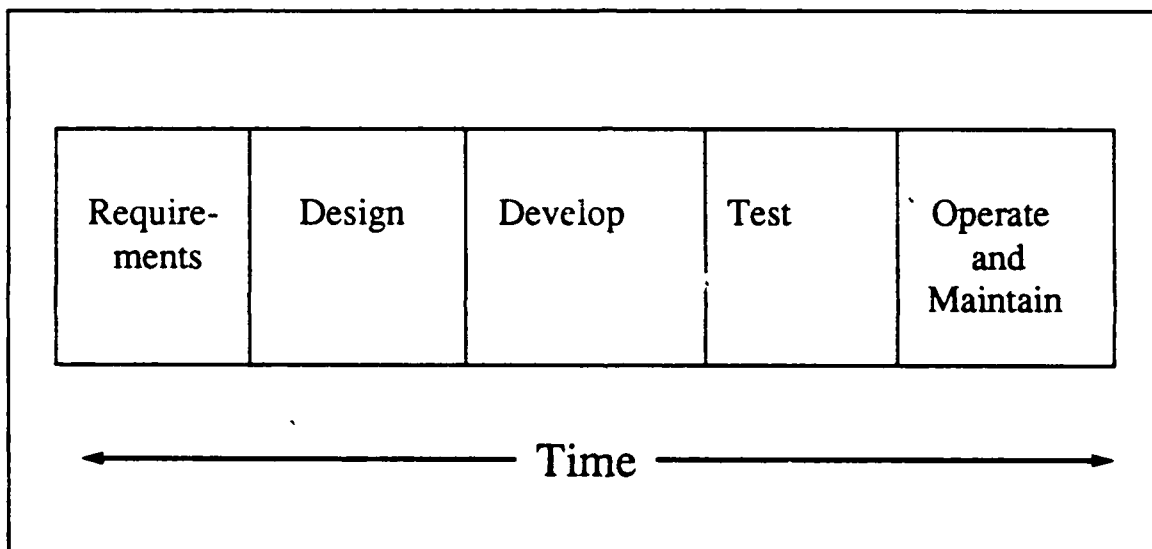 Require-
ments
Design
Develop
Test
Operate
and
Maintain
Time